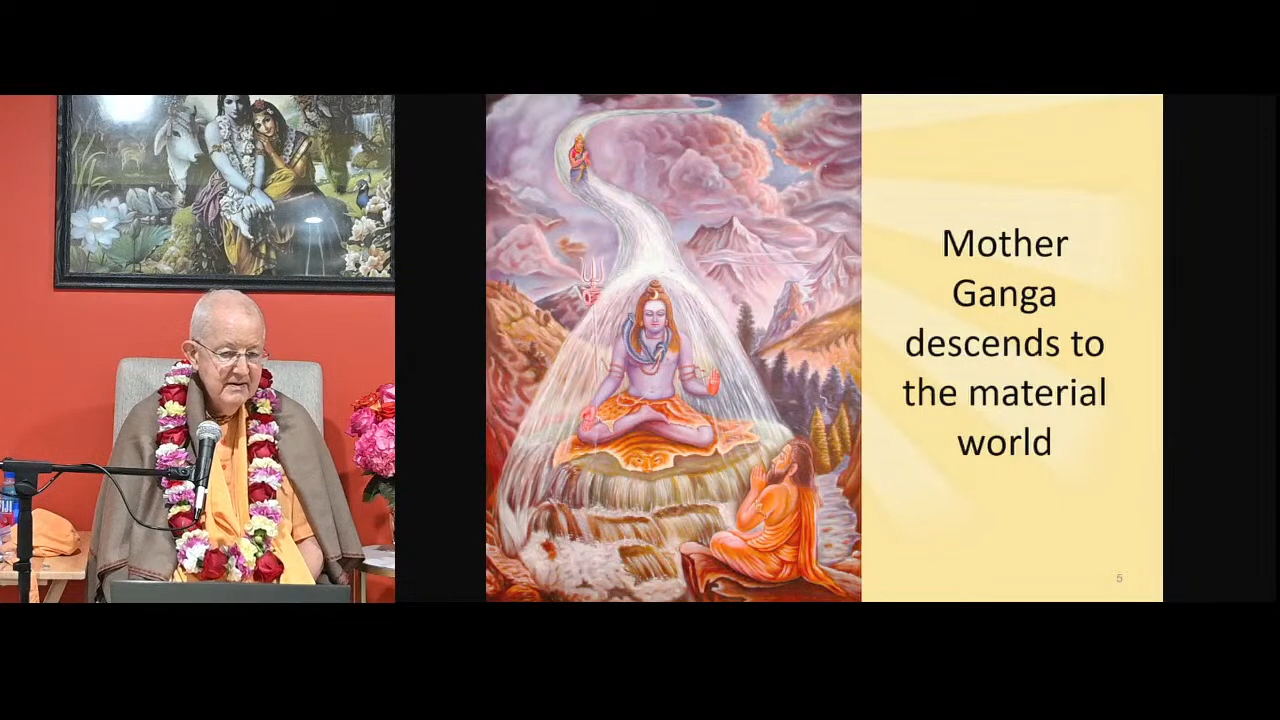 Mother
Ganga
descends to
the material
world
5